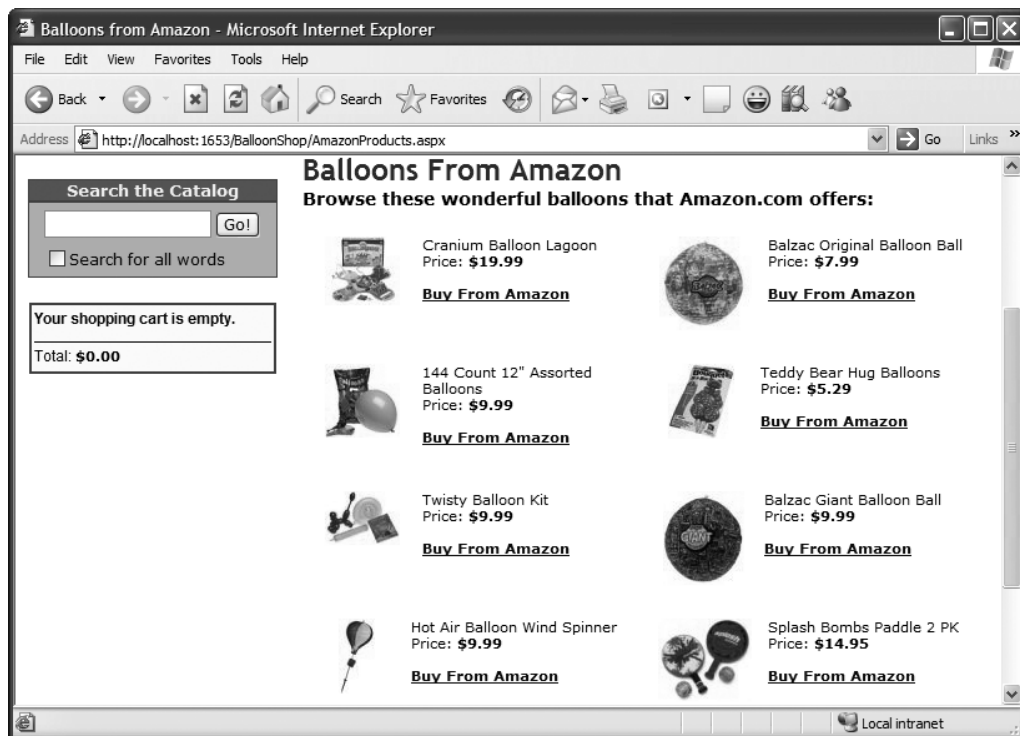 Balloons from Amazon - Microsoft Internet Explorer
File Edit View Favorites Tools Help
Back Search Favorites
Address http://localhost:1653/BalloonShop/AmazonProducts.aspx Go Links »
Search the Catalog
Go!
Search for all words
Your shopping cart is empty.
Total: $0.00
Balloons From Amazon
Browse these wonderful balloons that Amazon.com offers:
Cranium Balloon Lagoon
Price: $19.99
Buy From Amazon
Balzac Original Balloon Ball
Price: $7.99
Buy From Amazon
144 Count 12" Assorted
Balloons
Price: $9.99
Buy From Amazon
Teddy Bear Hug Balloons
Price: $5.29
Buy From Amazon
Twisty Balloon Kit
Price: $9.99
Buy From Amazon
Balzac Giant Balloon Ball
Price: $9.99
Buy From Amazon
Hot Air Balloon Wind Spinner
Price: $9.99
Buy From Amazon
Splash Bombs Paddle 2 PK
Price: $14.95
Buy From Amazon
GIANT
Local intranet